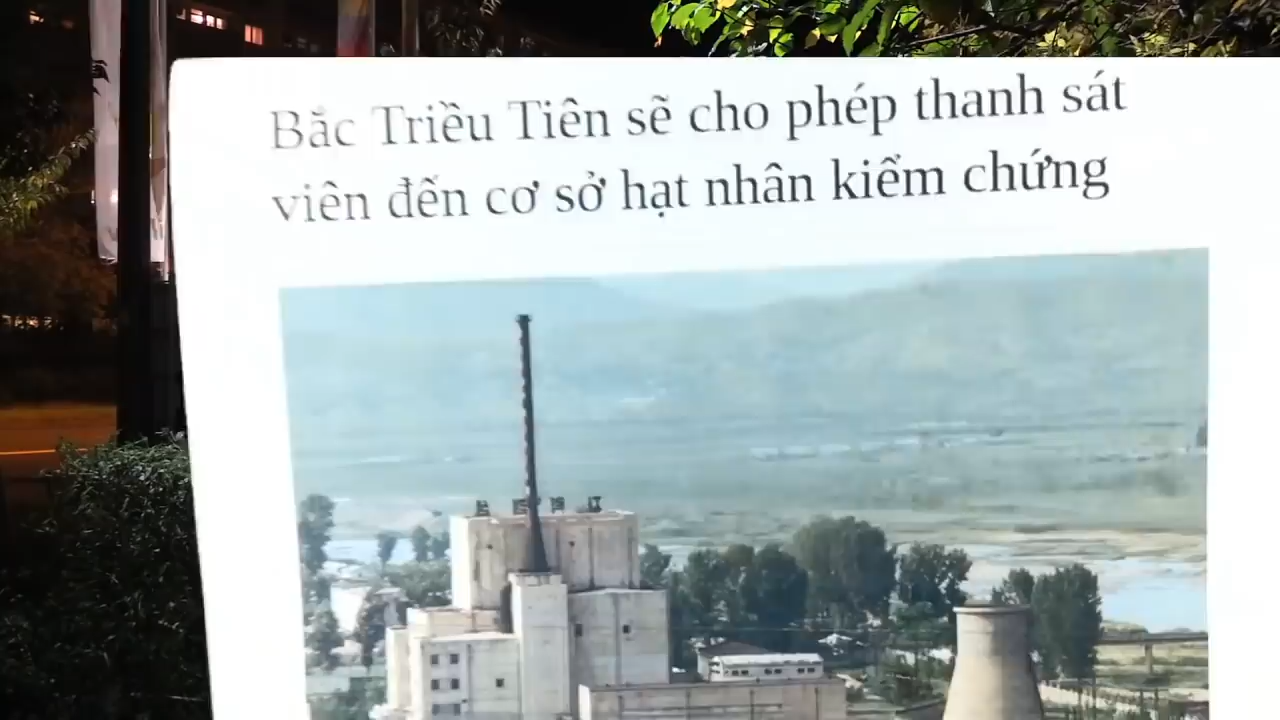 Bắc Triều Tiên sẽ cho phép thanh sát
viên đến cơ sở hạt nhân kiểm chứng